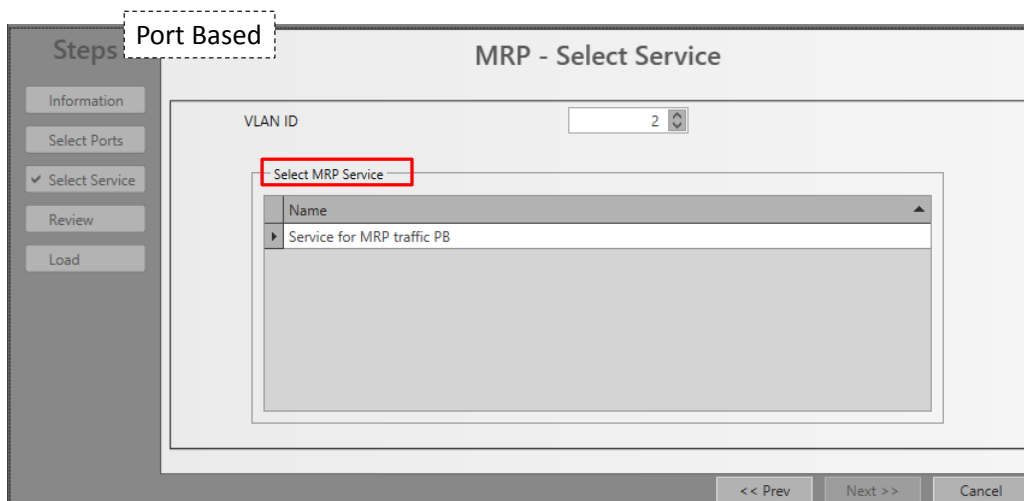 Port Based
Steps
MRP - Select Service
Information
Select Ports
Select Service
Review
Load
VLAN ID
2
Select MRP Service
Name
Service for MRP traffic PB
<< Prev
Next >>
Cancel